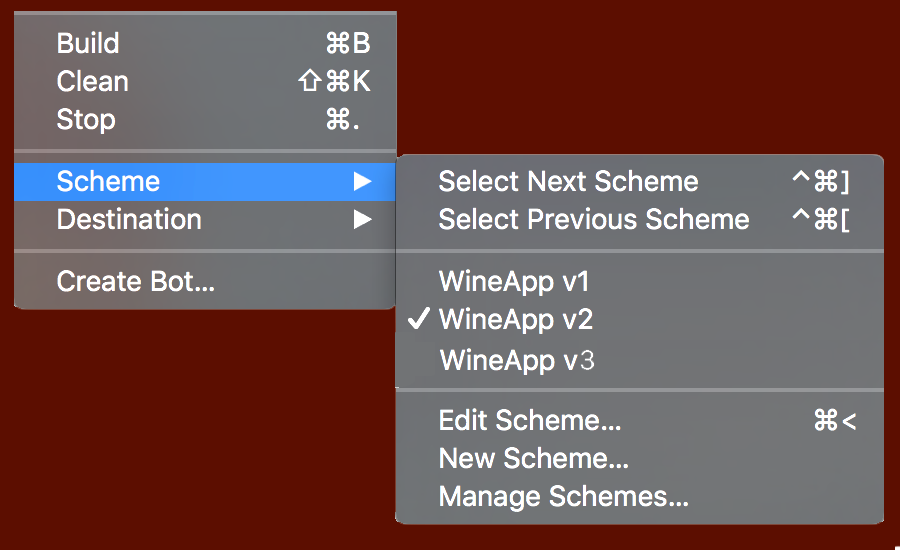 Build ⌘B
Clean ⇧⌘K
Stop ⌘.
Scheme ▶
Destination ▶
Create Bot...
Select Next Scheme ^⌘]
Select Previous Scheme ^⌘[
WineApp v1
✓ WineApp v2
WineApp v3
Edit Scheme... ⌘<
New Scheme...
Manage Schemes...